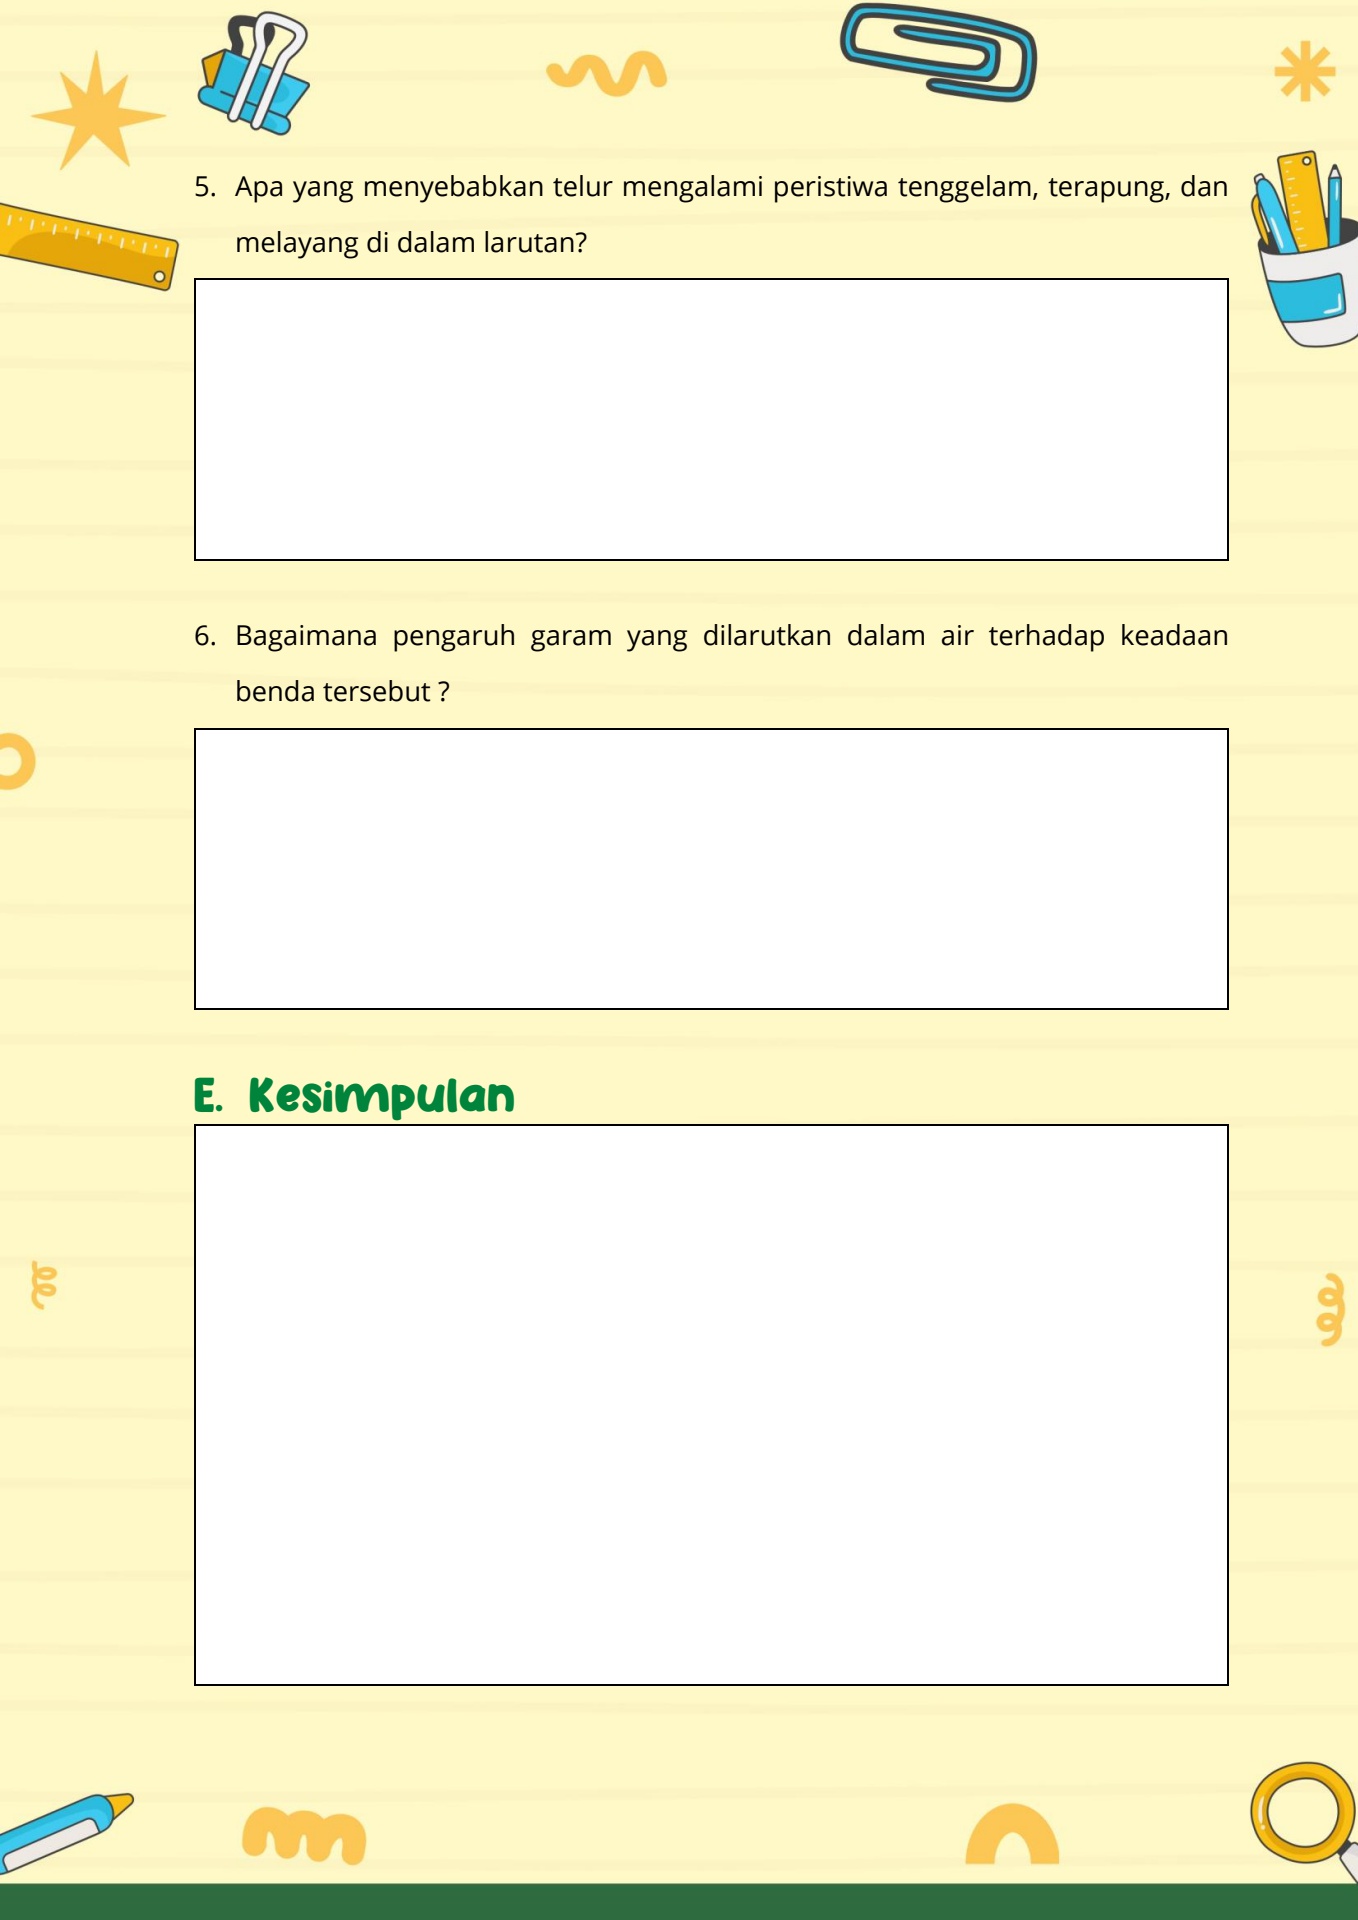 5. Apa yang menyebabkan telur mengalami peristiwa tenggelam, terapung, dan
melayang di dalam larutan?
6. Bagaimana pengaruh garam yang dilarutkan dalam air terhadap keadaan
benda tersebut ?
E. Kesimpulan